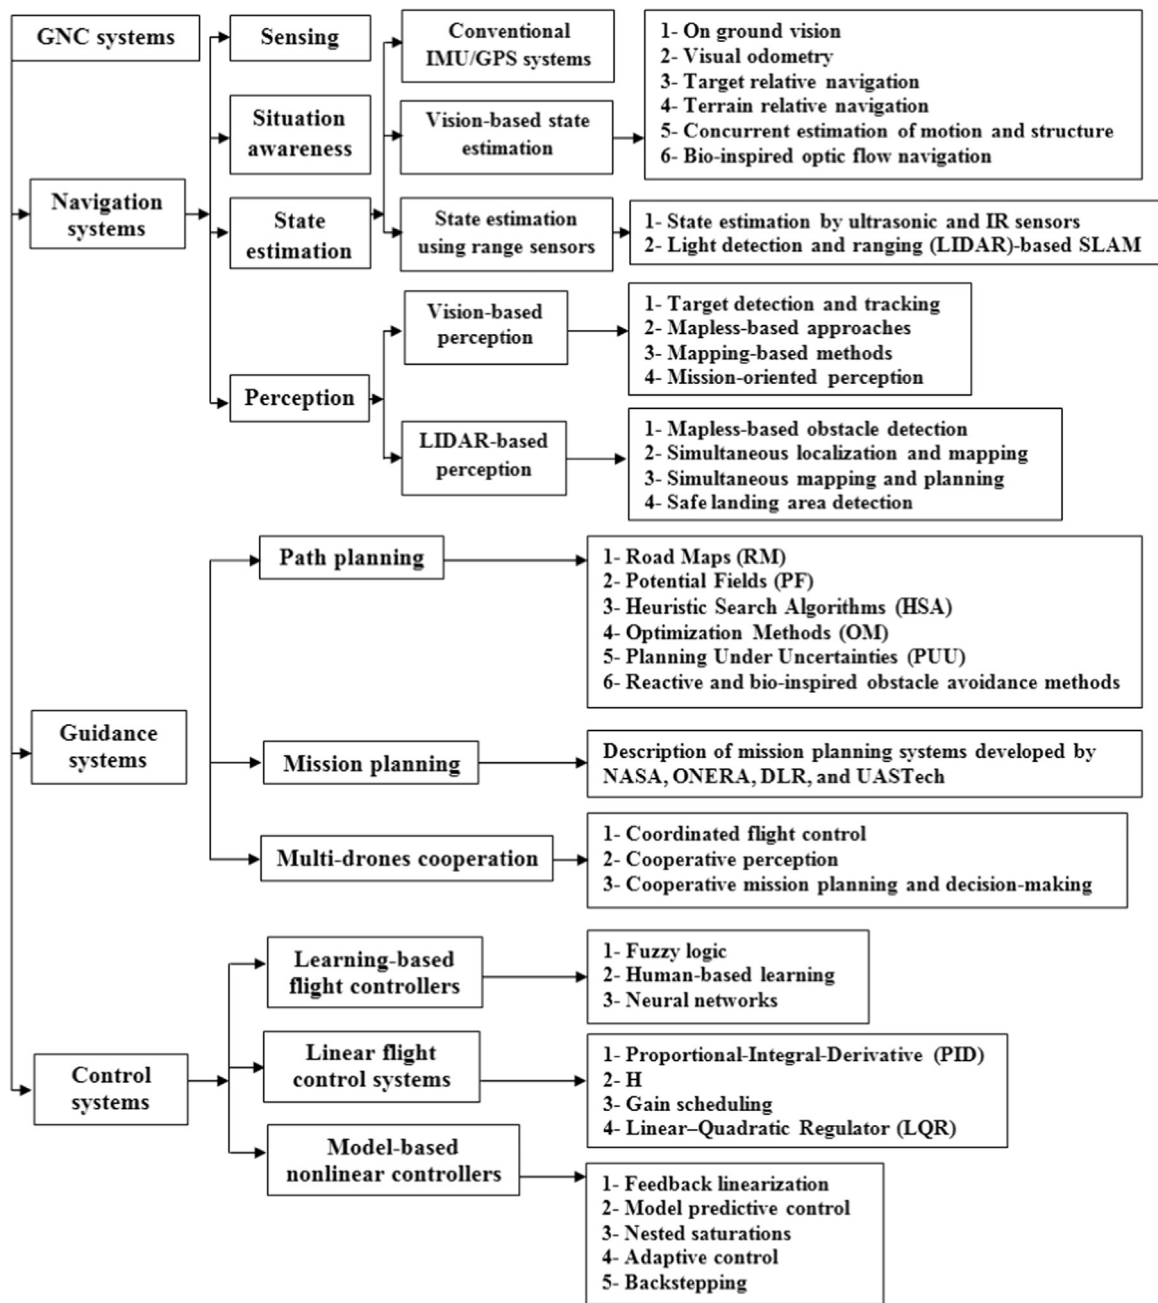 GNC systems
Sensing
Conventional
IMU/GPS systems
1- On ground vision
2- Visual odometry
3- Target relative navigation
4- Terrain relative navigation
5- Concurrent estimation of motion and structure
6- Bio-inspired optic flow navigation
Situation
awareness
Vision-based state
estimation
Navigation
systems
State
estimation
State estimation
using range sensors
1- State estimation by ultrasonic and IR sensors
2- Light detection and ranging (LIDAR)-based SLAM
Perception
Vision-based
perception
1- Target detection and tracking
2- Mapless-based approaches
3- Mapping-based methods
4- Mission-oriented perception
LIDAR-based
perception
1- Mapless-based obstacle detection
2- Simultaneous localization and mapping
3- Simultaneous mapping and planning
4- Safe landing area detection
Guidance
systems
Path planning
1- Road Maps (RM)
2- Potential Fields (PF)
3- Heuristic Search Algorithms (HSA)
4- Optimization Methods (OM)
5- Planning Under Uncertainties (PUU)
6- Reactive and bio-inspired obstacle avoidance methods
Mission planning
Description of mission planning systems developed by
NASA, ONERA, DLR, and UASTech
Multi-drones cooperation
1- Coordinated flight control
2- Cooperative perception
3- Cooperative mission planning and decision-making
Control
systems
Learning-based
flight controllers
1- Fuzzy logic
2- Human-based learning
3- Neural networks
Linear flight
control systems
1- Proportional-Integral-Derivative (PID)
2- H
3- Gain scheduling
4- Linear–Quadratic Regulator (LQR)
Model-based
nonlinear controllers
1- Feedback linearization
2- Model predictive control
3- Nested saturations
4- Adaptive control
5- Backstepping